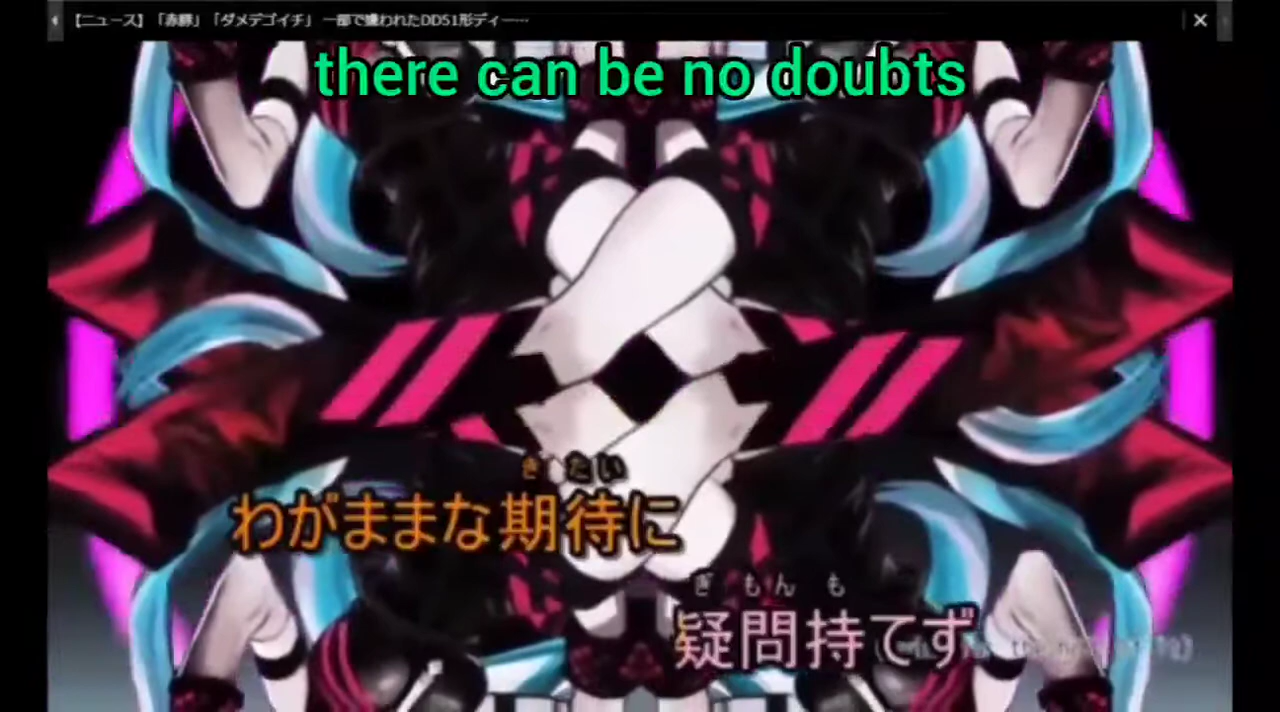 【ニュース】「赤豚」「ダメデゴイチ」 一部で嫌われたDD51形ディー…
there can be no doubts
きたい
わがままな期待に
ぎもんも
疑問持てず